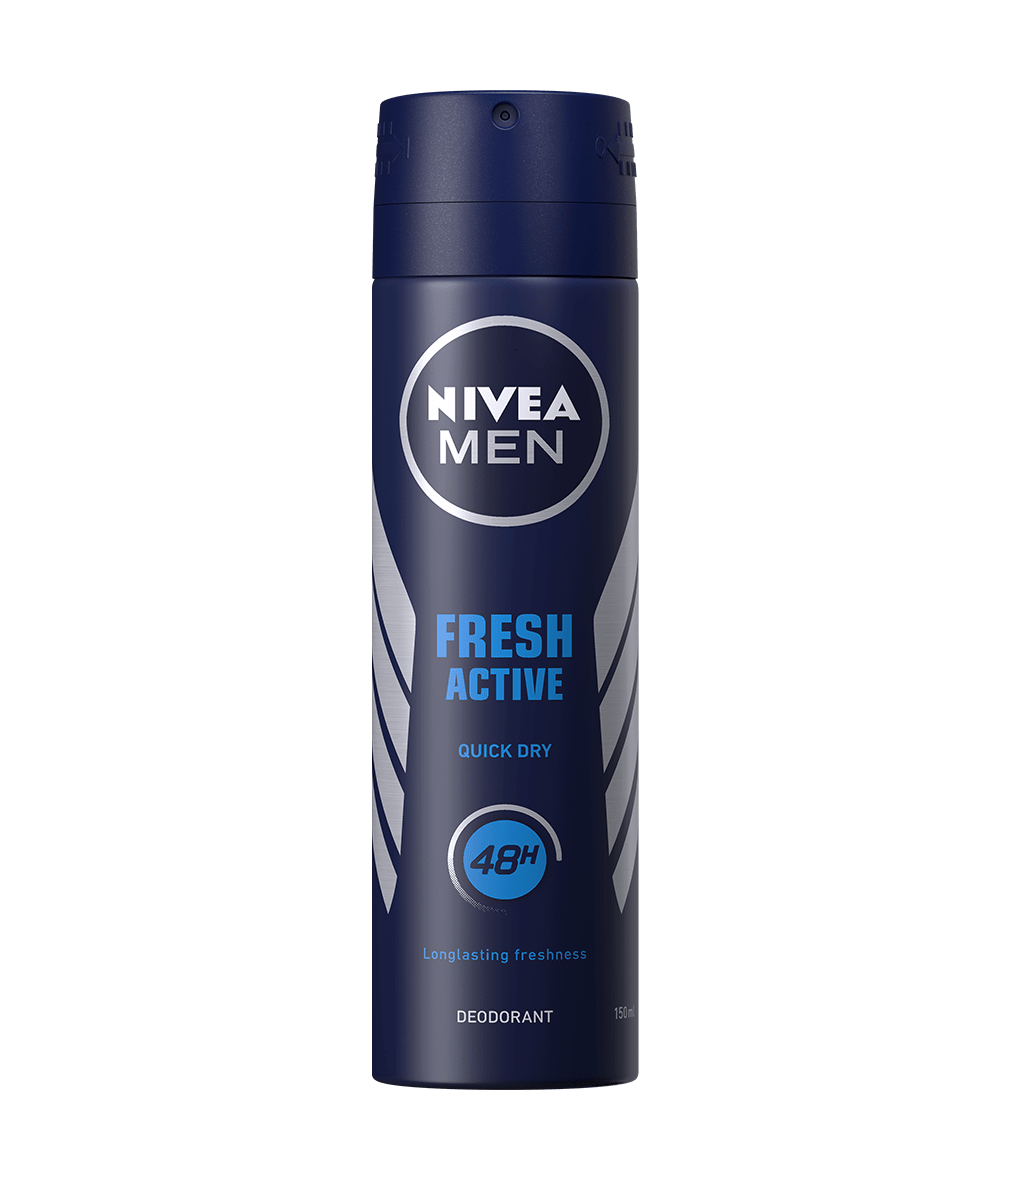 NIVEA
MEN
FRESH
ACTIVE
QUICK DRY
48H
Longlasting freshness
DEODORANT
150ml